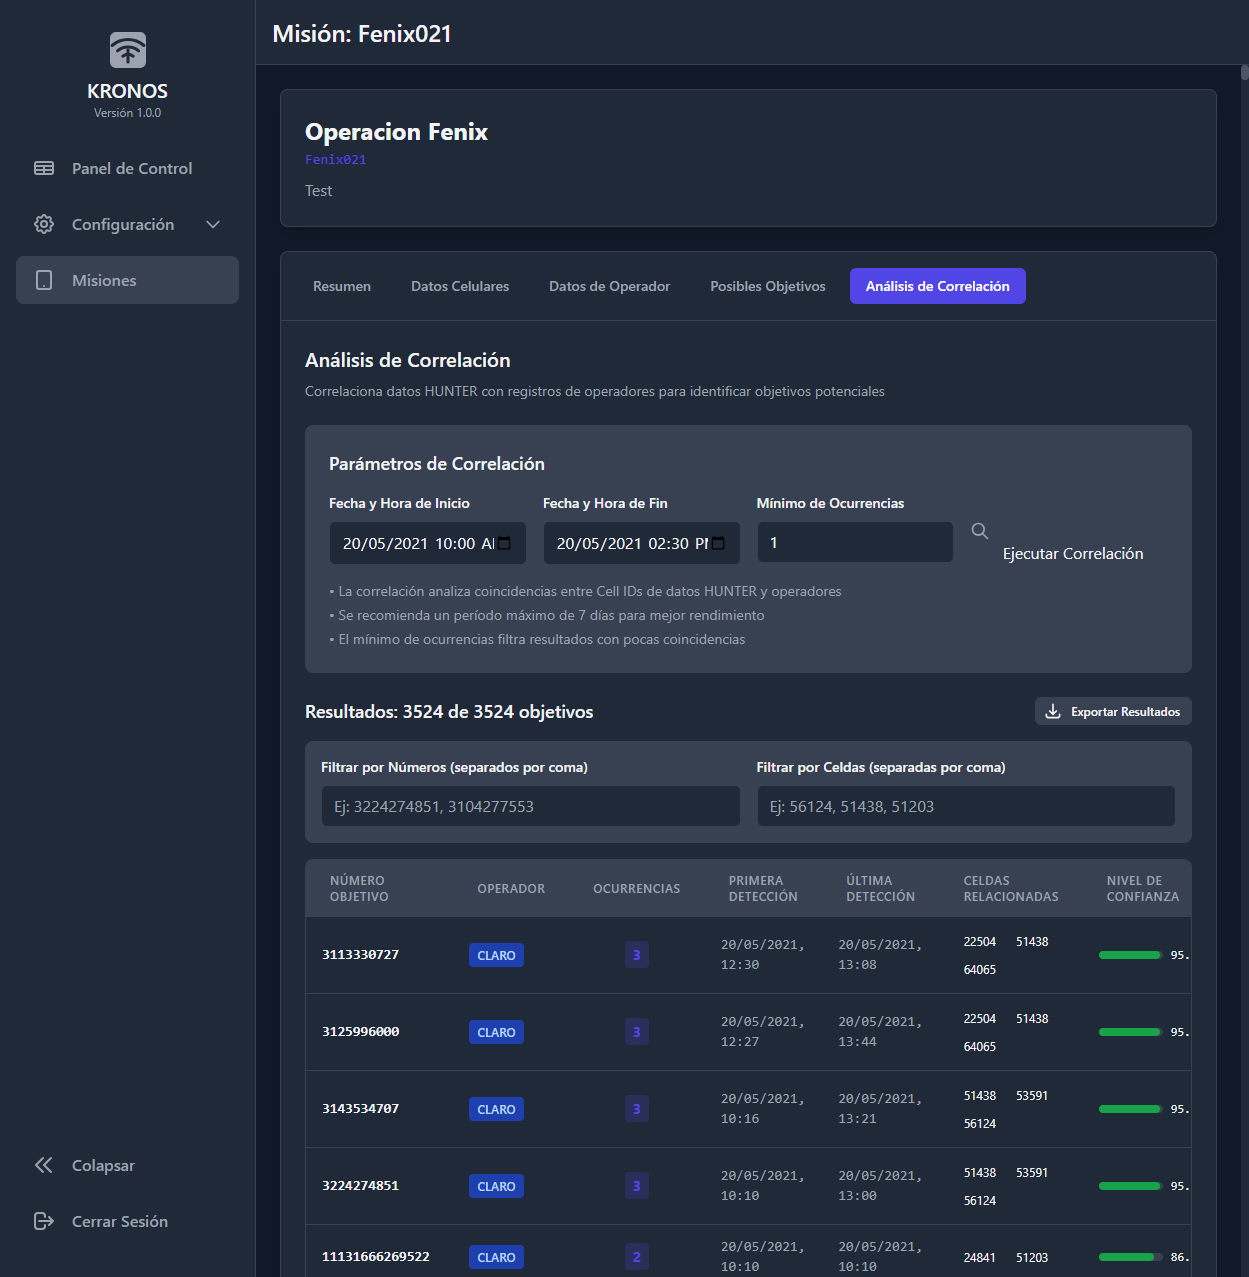 KRONOS
Versión 1.0.0
Panel de Control
Configuración
Misiones
Colapsar
Cerrar Sesión
Misión: Fenix021
Operacion Fenix
Fenix021
Test
Resumen
Datos Celulares
Datos de Operador
Posibles Objetivos
Análisis de Correlación
Análisis de Correlación
Correlaciona datos HUNTER con registros de operadores para identificar objetivos potenciales
Parámetros de Correlación
Fecha y Hora de Inicio
Fecha y Hora de Fin
Mínimo de Ocurrencias
20/05/2021 10:00
20/05/2021 02:30
1
Ejecutar Correlación
• La correlación analiza coincidencias entre Cell IDs de datos HUNTER y operadores
• Se recomienda un período máximo de 7 días para mejor rendimiento
• El mínimo de ocurrencias filtra resultados con pocas coincidencias
Resultados: 3524 de 3524 objetivos
Exportar Resultados
Filtrar por Números (separados por coma)
Filtrar por Celdas (separadas por coma)
Ej: 3224274851, 3104277553
Ej: 56124, 51438, 51203
NÚMERO OBJETIVO
OPERADOR
OCURRENCIAS
PRIMERA DETECCIÓN
ÚLTIMA DETECCIÓN
CELDAS RELACIONADAS
NIVEL DE CONFIANZA
3113330727 CLARO 3 20/05/2021, 12:30 20/05/2021, 13:08 22504 51438 64065 95.
3125996000 CLARO 3 20/05/2021, 12:27 20/05/2021, 13:44 22504 51438 64065 95.
3143534707 CLARO 3 20/05/2021, 10:16 20/05/2021, 13:21 51438 53591 56124 95.
3224274851 CLARO 3 20/05/2021, 10:10 20/05/2021, 13:00 51438 53591 56124 95.
11131666269522 CLARO 2 20/05/2021, 10:10 20/05/2021, 10:10 24841 51203 86.